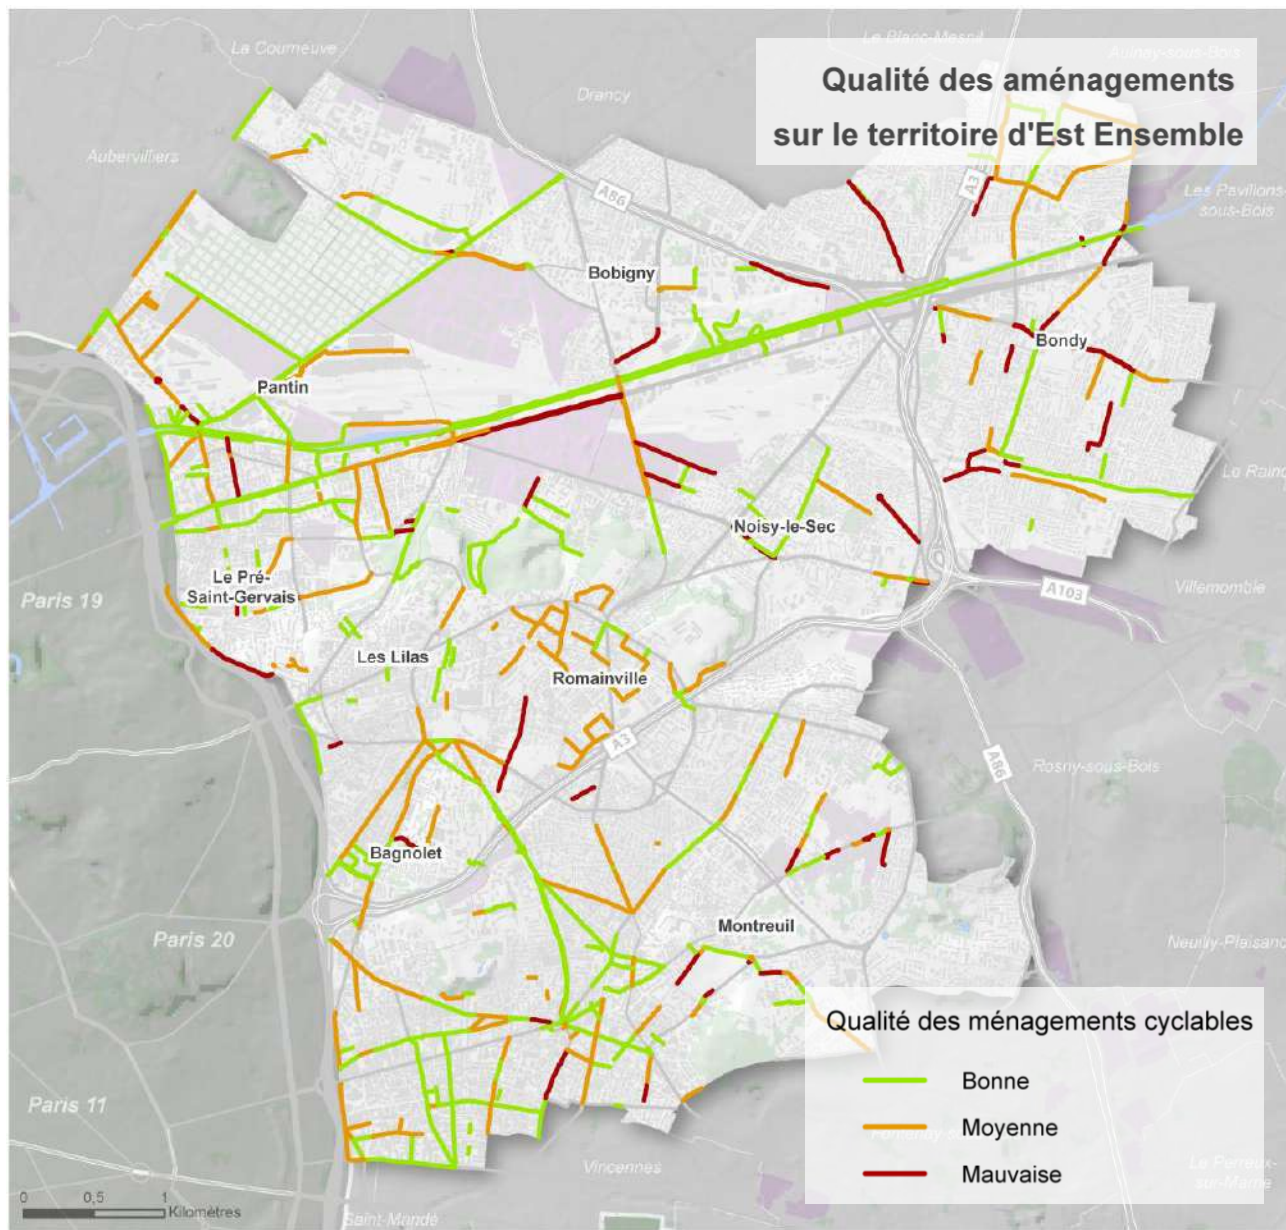 La Courneuve
Le Blanc-Mesnil
Aulnay-sous-Bois
Qualité des aménagements
sur le territoire d'Est Ensemble
Drancy
Aubervilliers
A86
A3
Les Pavillons-
sous-Bois
Bobigny
Bondy
Pantin
Le Rainc
Noisy-le-Sec
Le Pré-
Saint-Gervais
Paris 19
A103
Villemomble
Les Lilas
Romainville
A3
A86
Rosny-sous-Bois
Bagnolet
Montreuil
Paris 20
Neuilly-Plaisanc
Qualité des ménagements cyclables
Bonne
Paris 11
Moyenne
Vincennes
Mauvaise
Le Perreux-
sur-Marne
0 0,5 1
Kilomètres
Saint-Mandé